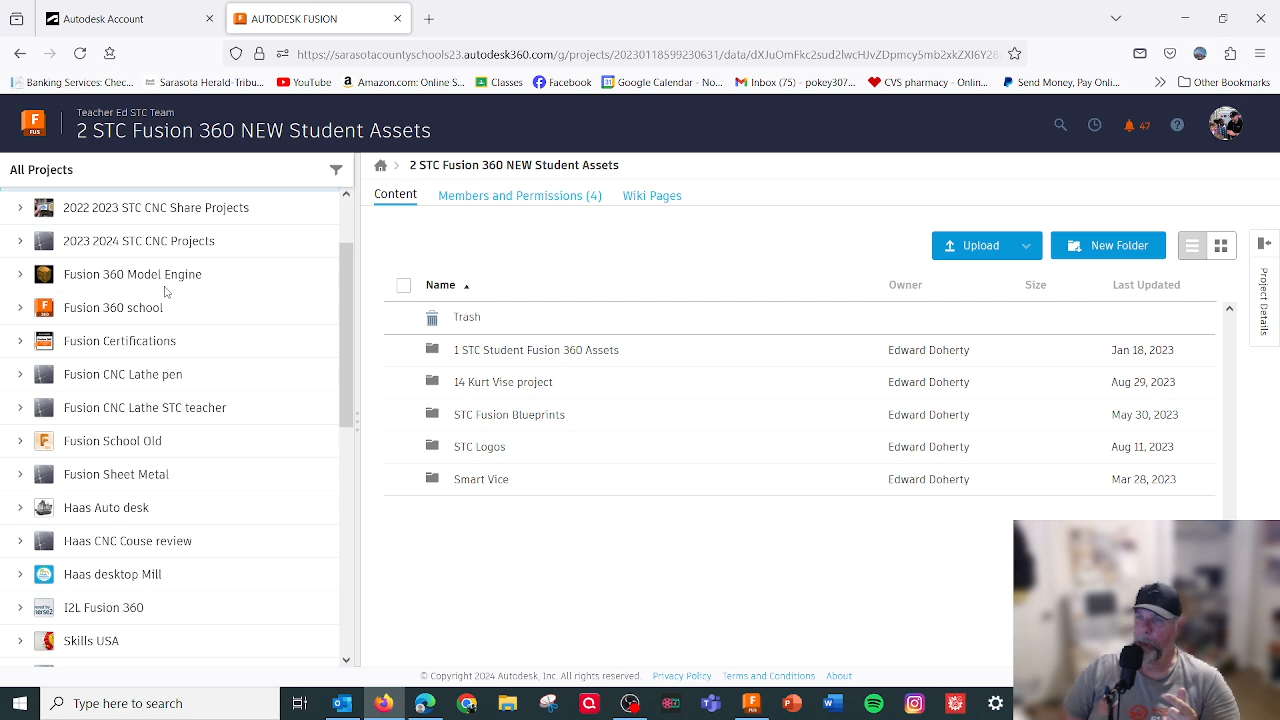 Autodesk Account
AUTODESK FUSION
https://sarasotacountyschools23.autodesk360.com/g/projects/20230118599230631/data/
Banking Services Chec...
Sarasota Herald-Tribu...
YouTube
Amazon.com: Online S...
Classes
Facebook
Google Calendar - No...
Inbox (75) - pokey307...
CVS pharmacy - Onlin...
Send Money, Pay Onli...
Other Bookmarks
Teacher Ed STC Team
2 STC Fusion 360 NEW Student Assets
F
FUS
47
All Projects
2 STC Fusion 360 NEW Student Assets
Content
Members and Permissions (4)
Wiki Pages
2022 2023 STC CNC Share Projects
2023 2024 STC CNC Projects
Fusion 360 Model Engine
Fusion 360 school
Fusion Certifications
Fusion CNC Lathe pen
Fusion CNC Lathe STC teacher
Fusion School Old
Fusion Sheet Metal
Haas Auto desk
Haas CNC Couse review
Haas desktop Mill
I2L Fusion 360
Skills USA
Upload
New Folder
Project Details
Name Owner Size Last Updated
Trash
1 STC Student Fusion 360 Assets Edward Doherty Jan 18, 2023
14 Kurt Vise project Edward Doherty Aug 29, 2023
STC Fusion Blueprints Edward Doherty May 30, 2023
STC Logos Edward Doherty Aug 11, 2023
Smart Vice Edward Doherty Mar 28, 2023
© Copyright 2024 Autodesk, Inc. All rights reserved. Privacy Policy Terms and Conditions About
Type here to search